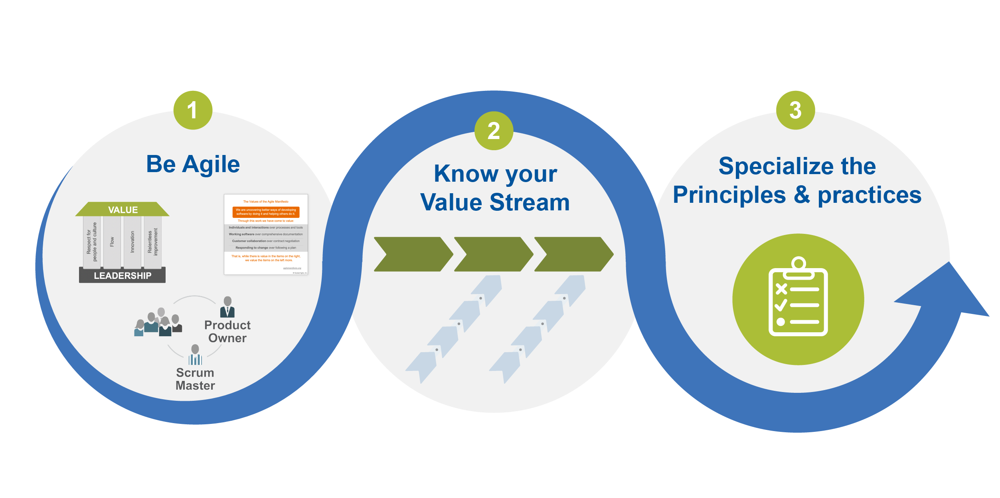 1
Be Agile
VALUE
Respect for
people and culture
Flow
Innovation
Relentless
improvement
LEADERSHIP
The Values of the Agile Manifesto
We are uncovering better ways of developing
software by doing it and helping others do it.
Through this work we have come to value:
Individuals and interactions over processes and tools
Working software over comprehensive documentation
Customer collaboration over contract negotiation
Responding to change over following a plan
That is, while there is value in the items on the right,
we value the items on the left more.
agilemanifesto.org
© Scaled Agile, Inc.
Product
Owner
Scrum
Master
2
Know your
Value Stream
3
Specialize the
Principles & practices